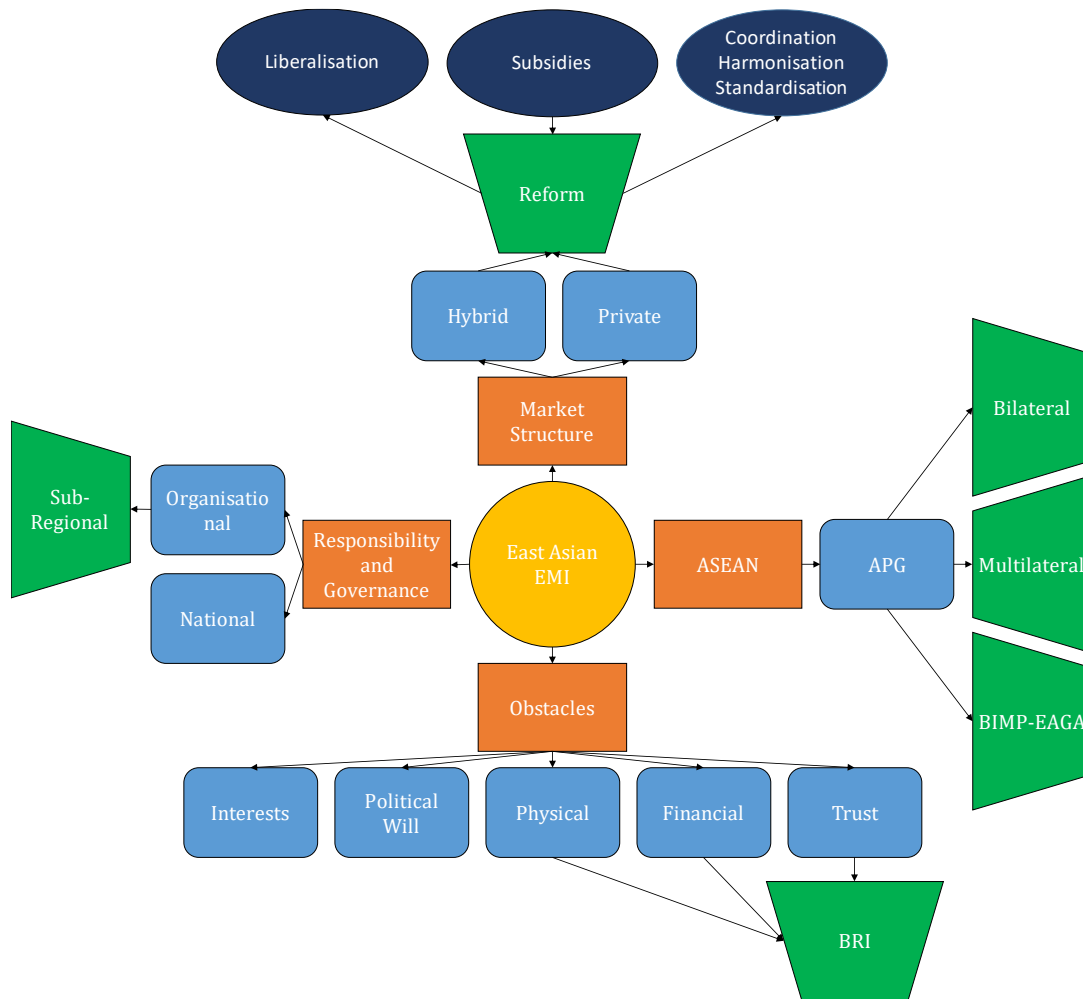 Liberalisation
Subsidies
Coordination
Harmonisation
Standardisation
Reform
Hybrid
Private
Market
Structure
Bilateral
Sub-
Regional
Organisatio
nal
National
Responsibility
and
Governance
East Asian
EMI
ASEAN
APG
Multilateral
BIMP-EAGA
Obstacles
Interests
Political
Will
Physical
Financial
Trust
BRI